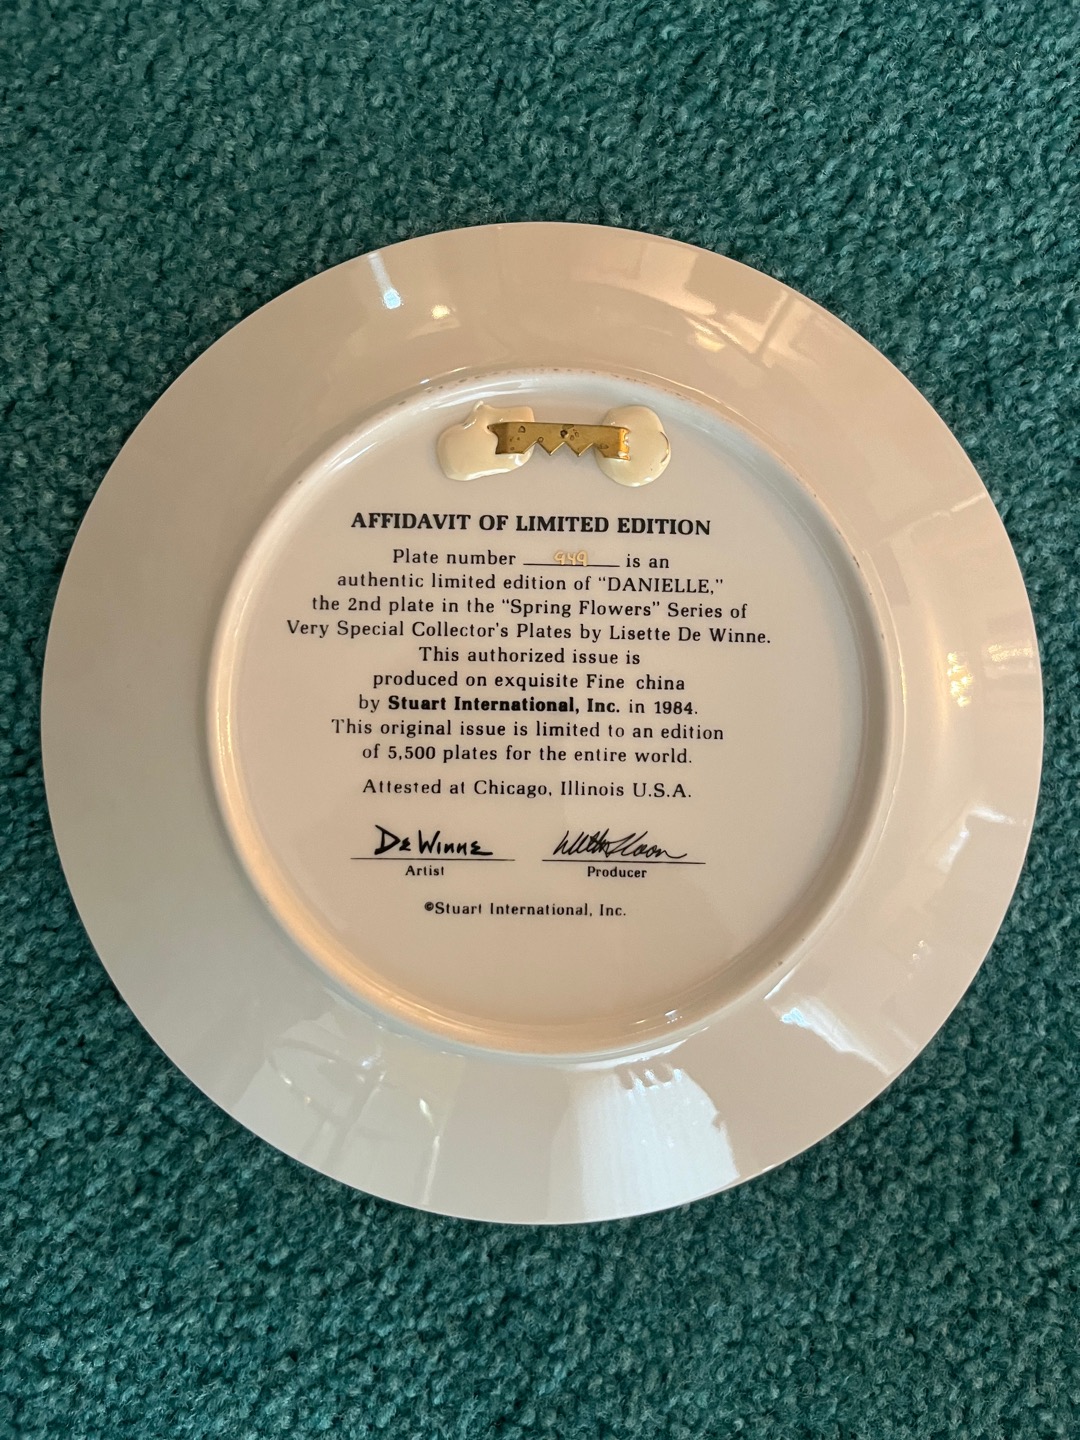 AFFIDAVIT OF LIMITED EDITION
Plate number 949 is an
authentic limited edition of "DANIELLE,"
the 2nd plate in the "Spring Flowers" Series of
Very Special Collector's Plates by Lisette De Winne.
This authorized issue is
produced on exquisite Fine china
by Stuart International, Inc. in 1984.
This original issue is limited to an edition
of 5,500 plates for the entire world.
Attested at Chicago, Illinois U.S.A.
De Winne
Artist Producer
©Stuart International, Inc.